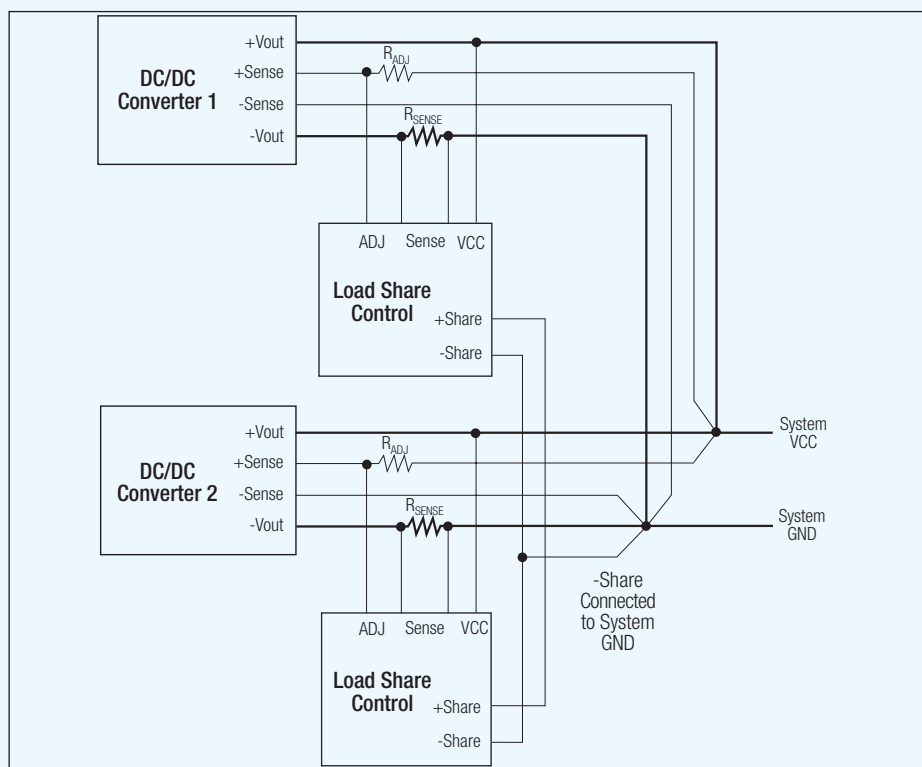 DC/DC
Converter 1
+Vout
+Sense
-Sense
-Vout
RADJ
RSENSE
ADJ Sense VCC
Load Share
Control
+Share
-Share
DC/DC
Converter 2
+Vout
+Sense
-Sense
-Vout
RADJ
RSENSE
System
VCC
System
GND
-Share
Connected
to System
GND
ADJ Sense VCC
Load Share
Control
+Share
-Share